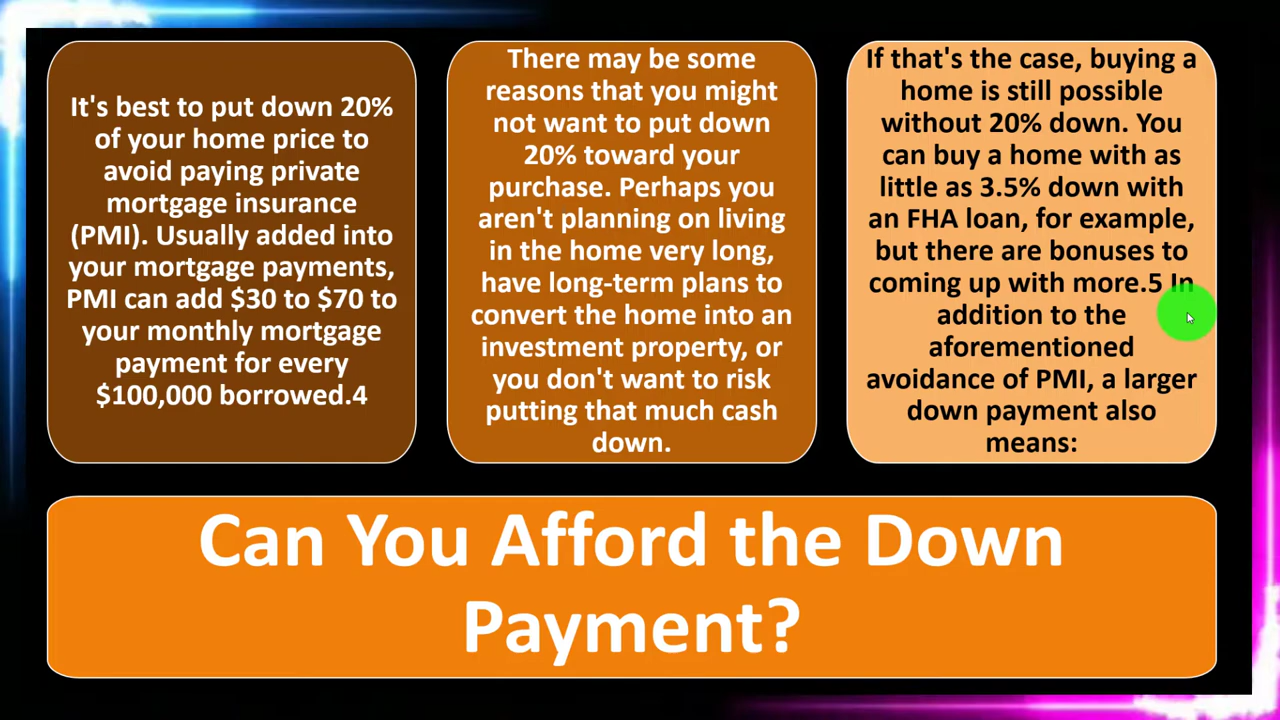 It's best to put down 20%
of your home price to
avoid paying private
mortgage insurance
(PMI). Usually added into
your mortgage payments,
PMI can add $30 to $70 to
your monthly mortgage
payment for every
$100,000 borrowed.4
There may be some
reasons that you might
not want to put down
20% toward your
purchase. Perhaps you
aren't planning on living
in the home very long,
have long-term plans to
convert the home into an
investment property, or
you don't want to risk
putting that much cash
down.
If that's the case, buying a
home is still possible
without 20% down. You
can buy a home with as
little as 3.5% down with
an FHA loan, for example,
but there are bonuses to
coming up with more.5 In
addition to the
aforementioned
avoidance of PMI, a larger
down payment also
means:
Can You Afford the Down
Payment?